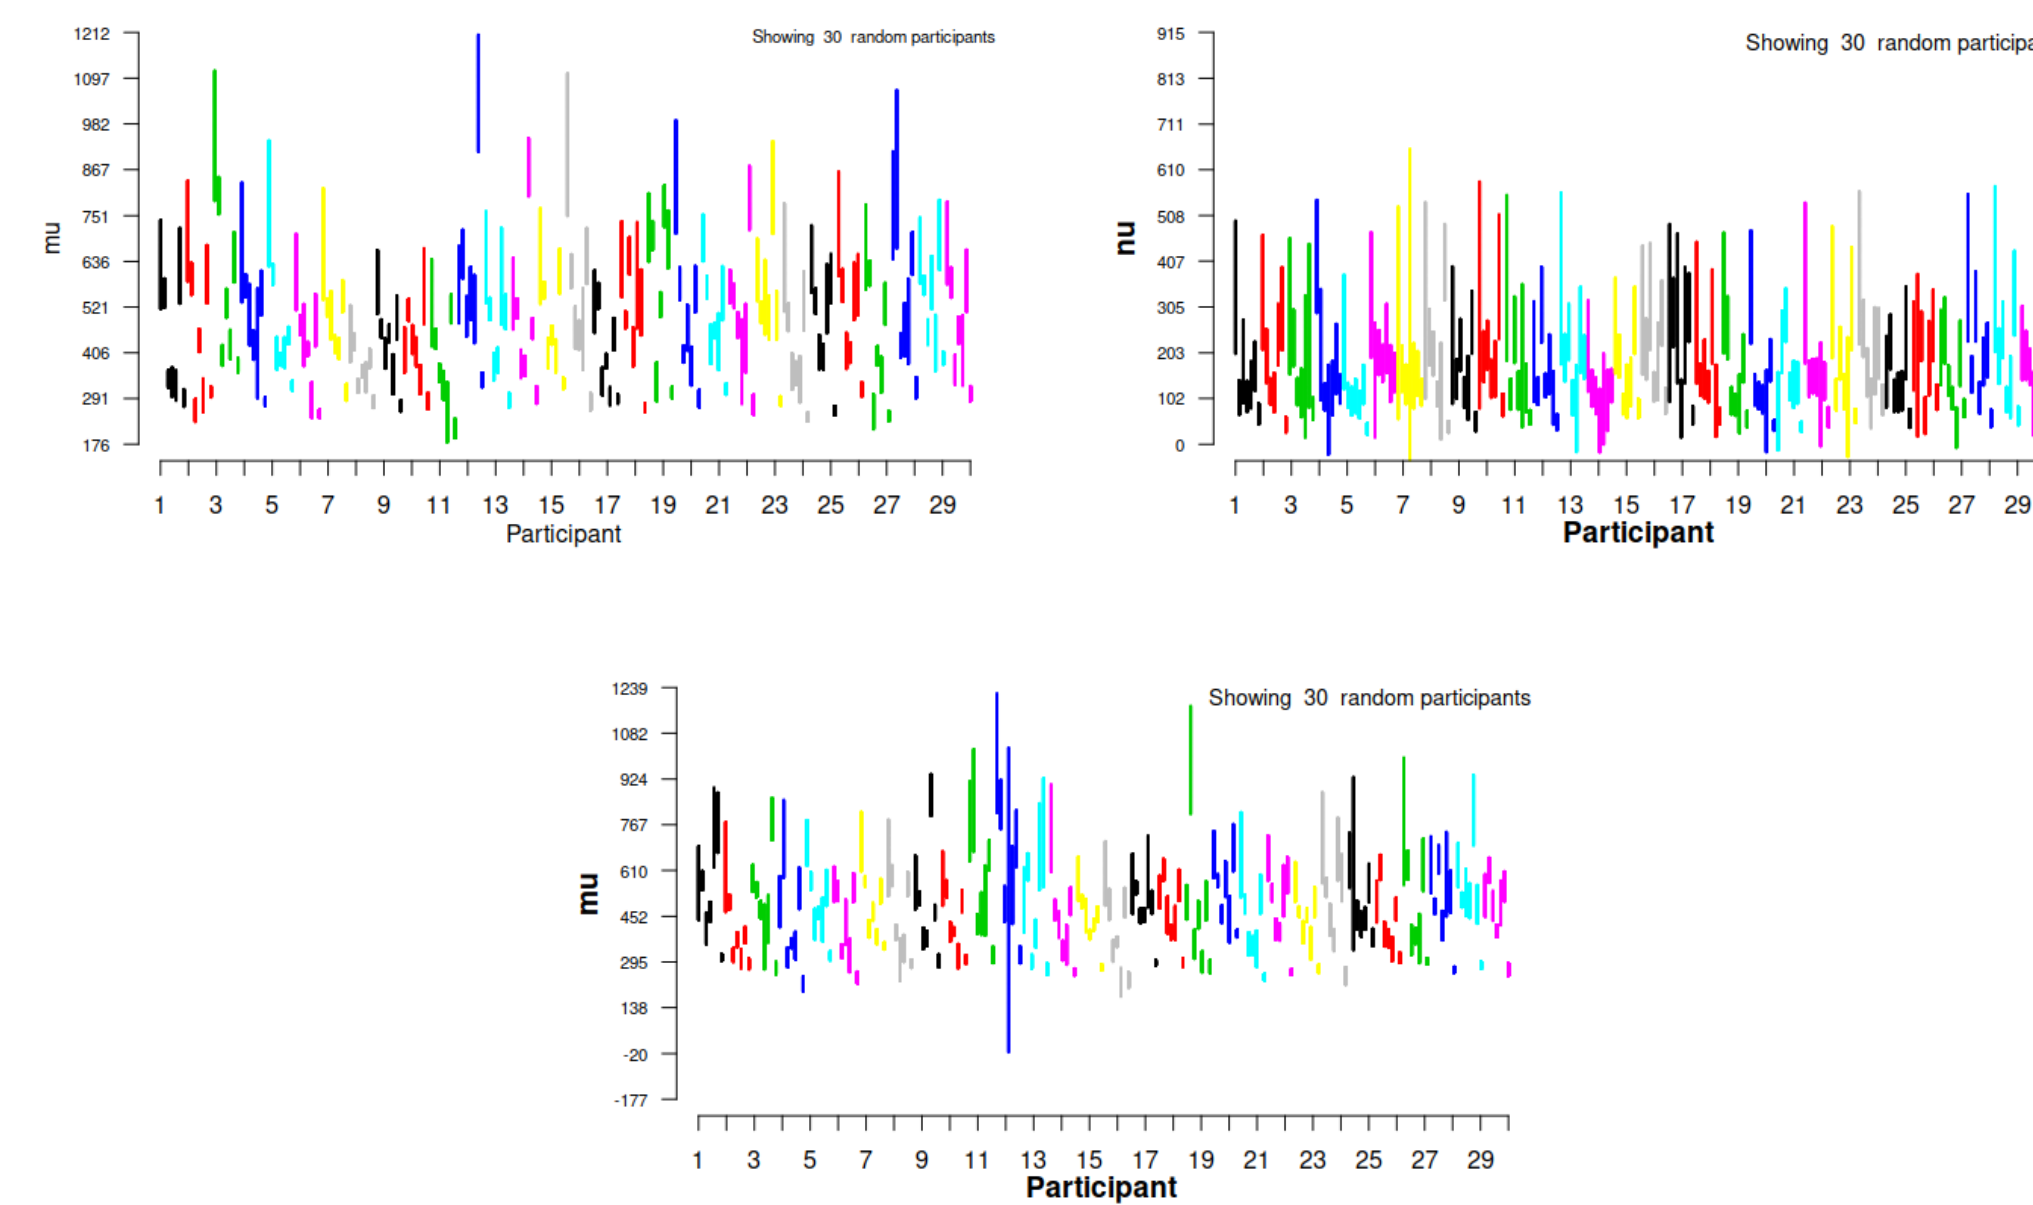 Showing 30 random participants
mu
1212
1097
982
867
751
636
521
406
291
176
1 3 5 7 9 11 13 15 17 19 21 23 25 27 29
Participant
Showing 30 random participa
nu
915
813
711
610
508
407
305
203
102
0
1 3 5 7 9 11 13 15 17 19 21 23 25 27 29
Participant
Showing 30 random participants
mu
1239
1082
924
767
610
452
295
138
-20
-177
1 3 5 7 9 11 13 15 17 19 21 23 25 27 29
Participant